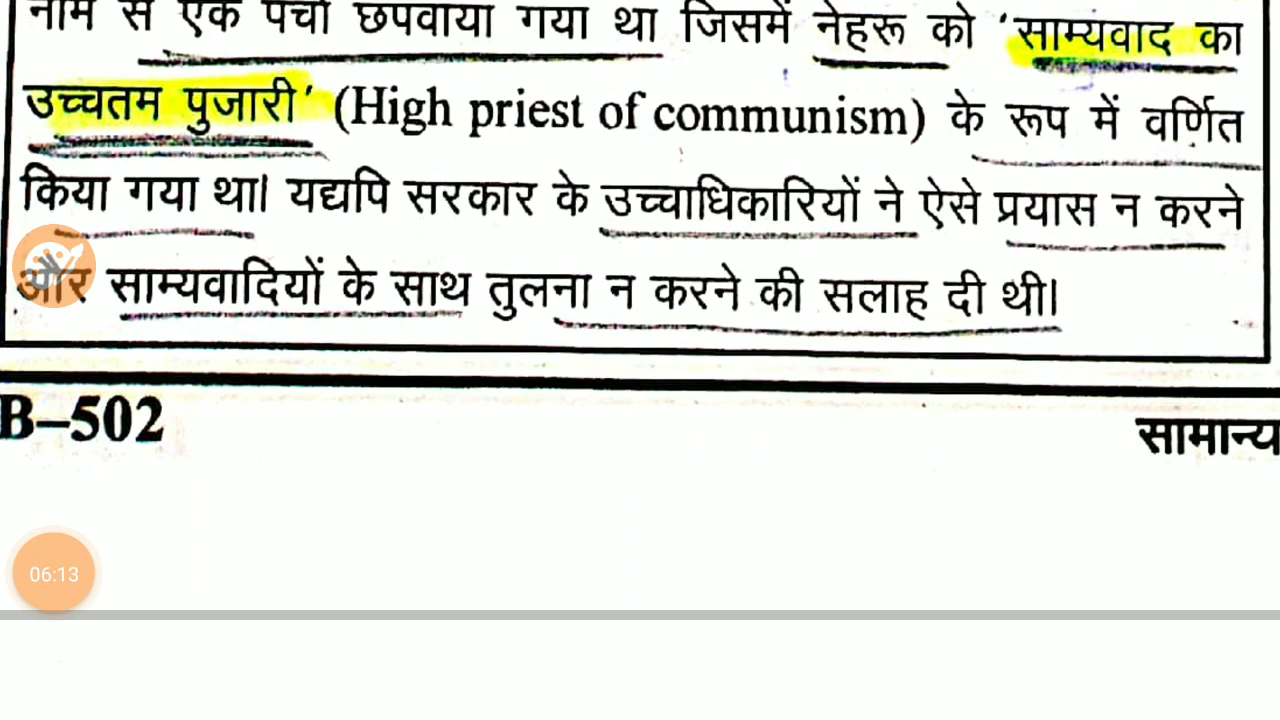 नाम से एक पर्चा छपवाया गया था जिसमें नेहरू को ‘साम्यवाद का
उच्चतम पुजारी’ (High priest of communism) के रूप में वर्णित
किया गया था। यद्यपि सरकार के उच्चाधिकारियों ने ऐसे प्रयास न करने
और साम्यवादियों के साथ तुलना न करने की सलाह दी थी।
B–502
सामान्य
06:13